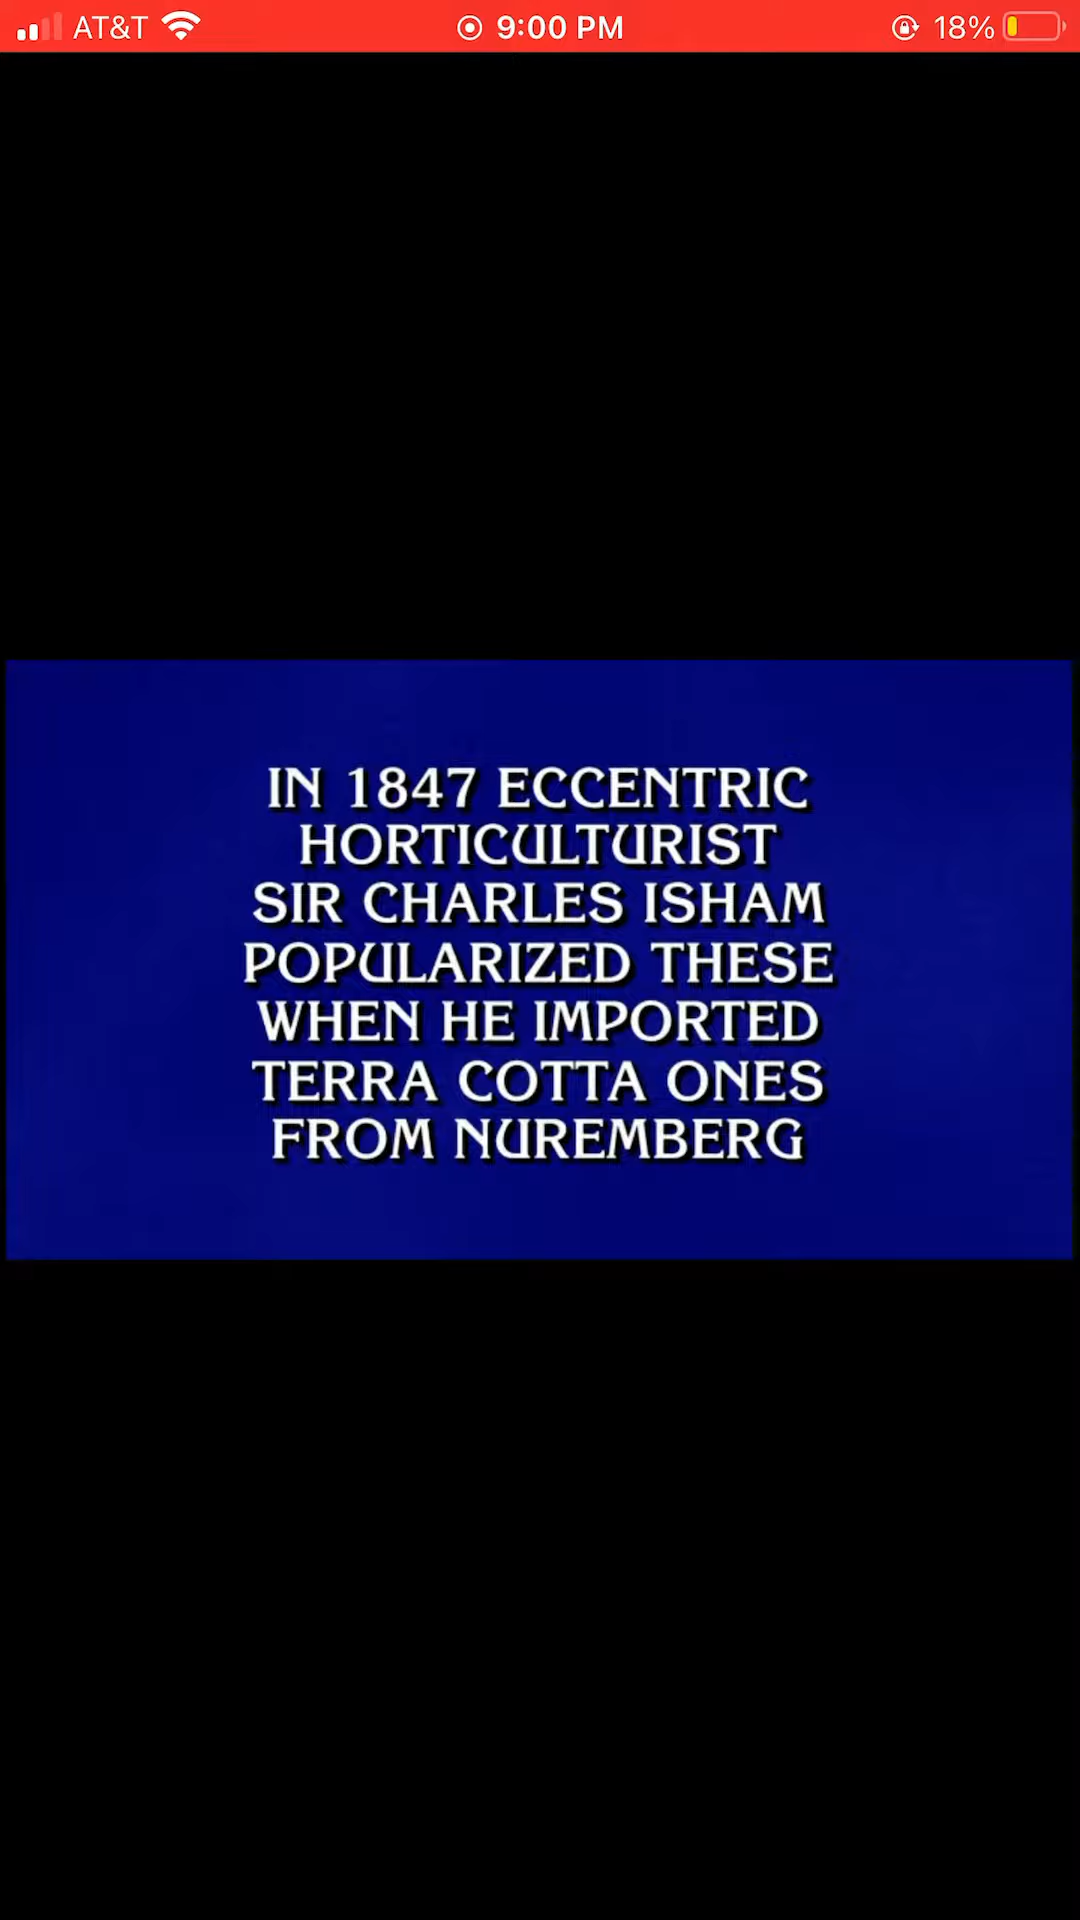 AT&T 9:00 PM 18%
IN 1847 ECCENTRIC
HORTICULTURIST
SIR CHARLES ISHAM
POPULARIZED THESE
WHEN HE IMPORTED
TERRA COTTA ONES
FROM NUREMBERG